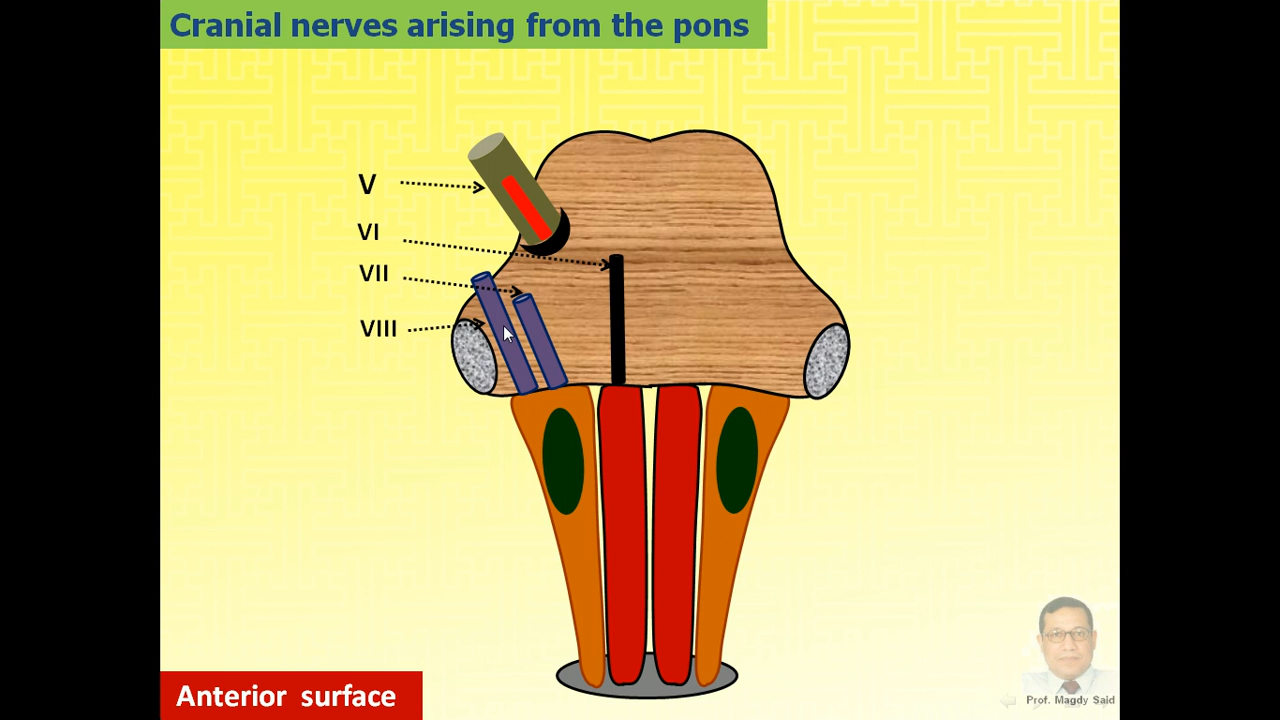 Cranial nerves arising from the pons
V
VI
VII
VIII
Anterior surface
Prof. Magdy Said